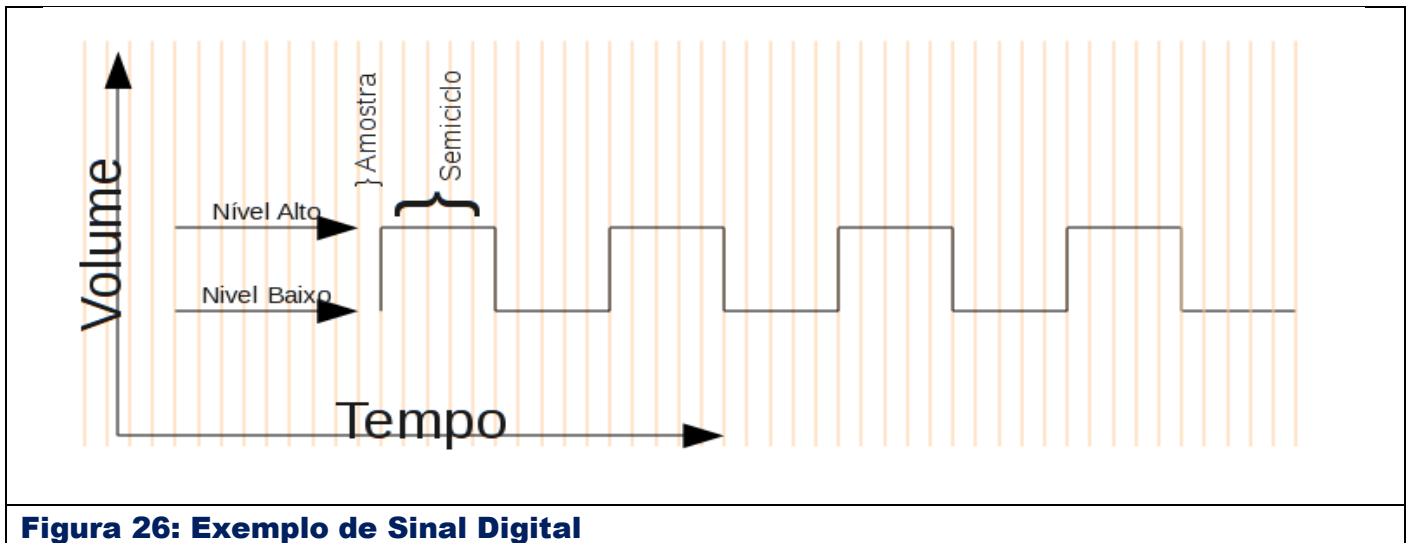 } Amostra
Semiciclo
Volume
Nível Alto
Nivel Baixo
Tempo
Figura 26: Exemplo de Sinal Digital